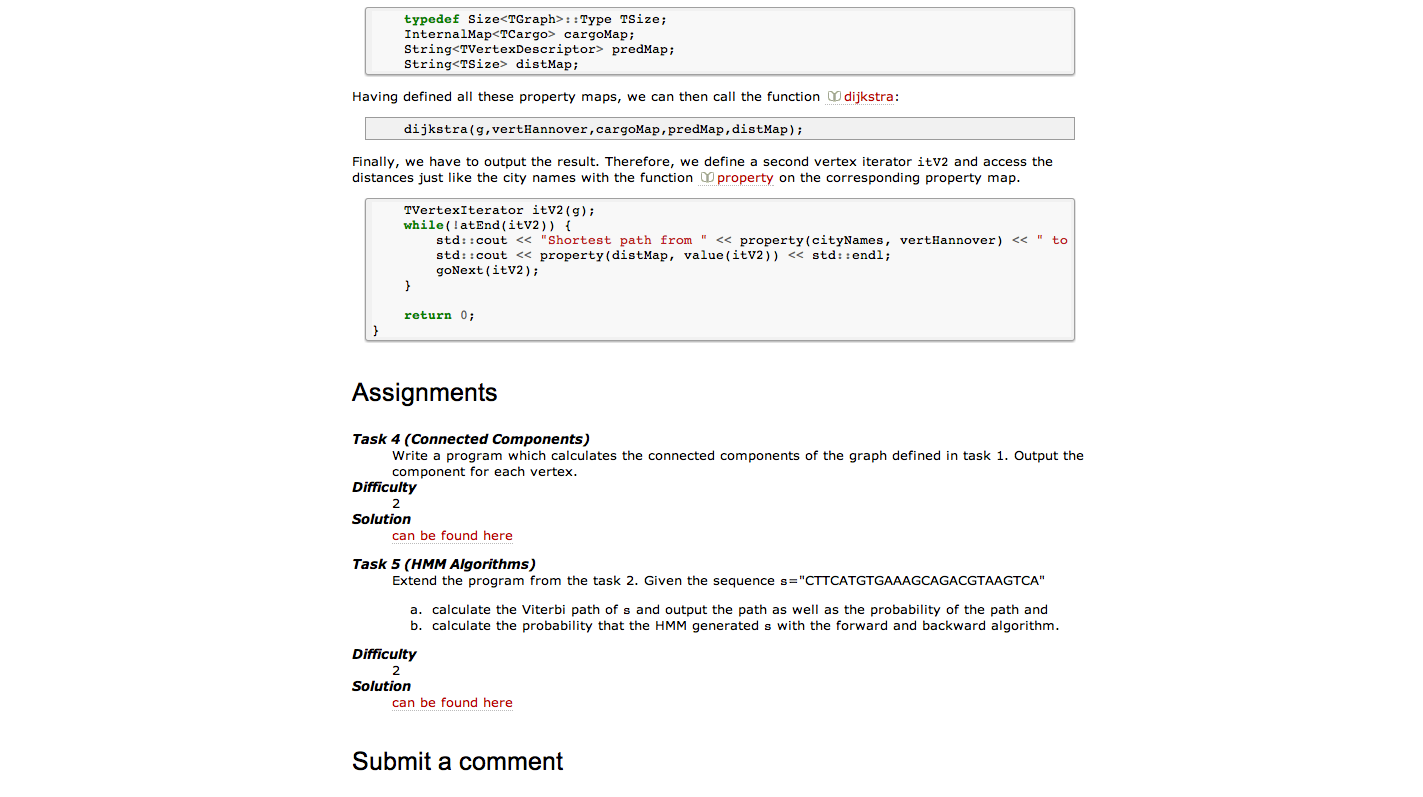 typedef Size<TGraph>::Type TSize;
InternalMap<TCargo> cargoMap;
String<TVertexDescriptor> predMap;
String<TSize> distMap;
Having defined all these property maps, we can then call the function dijkstra:
dijkstra(g,vertHannover,cargoMap,predMap,distMap);
Finally, we have to output the result. Therefore, we define a second vertex iterator itV2 and access the
distances just like the city names with the function property on the corresponding property map.
TVertexIterator itV2(g);
while(!atEnd(itV2)) {
std::cout << "Shortest path from " << property(cityNames, vertHannover) << " to
std::cout << property(distMap, value(itV2)) << std::endl;
goNext(itV2);
}
return 0;
}
Assignments
Task 4 (Connected Components)
Write a program which calculates the connected components of the graph defined in task 1. Output the
component for each vertex.
Difficulty
2
Solution
can be found here
Task 5 (HMM Algorithms)
Extend the program from the task 2. Given the sequence s="CTTCATGTGAAAGCAGACGTAAGTCA"
a. calculate the Viterbi path of s and output the path as well as the probability of the path and
b. calculate the probability that the HMM generated s with the forward and backward algorithm.
Difficulty
2
Solution
can be found here
Submit a comment